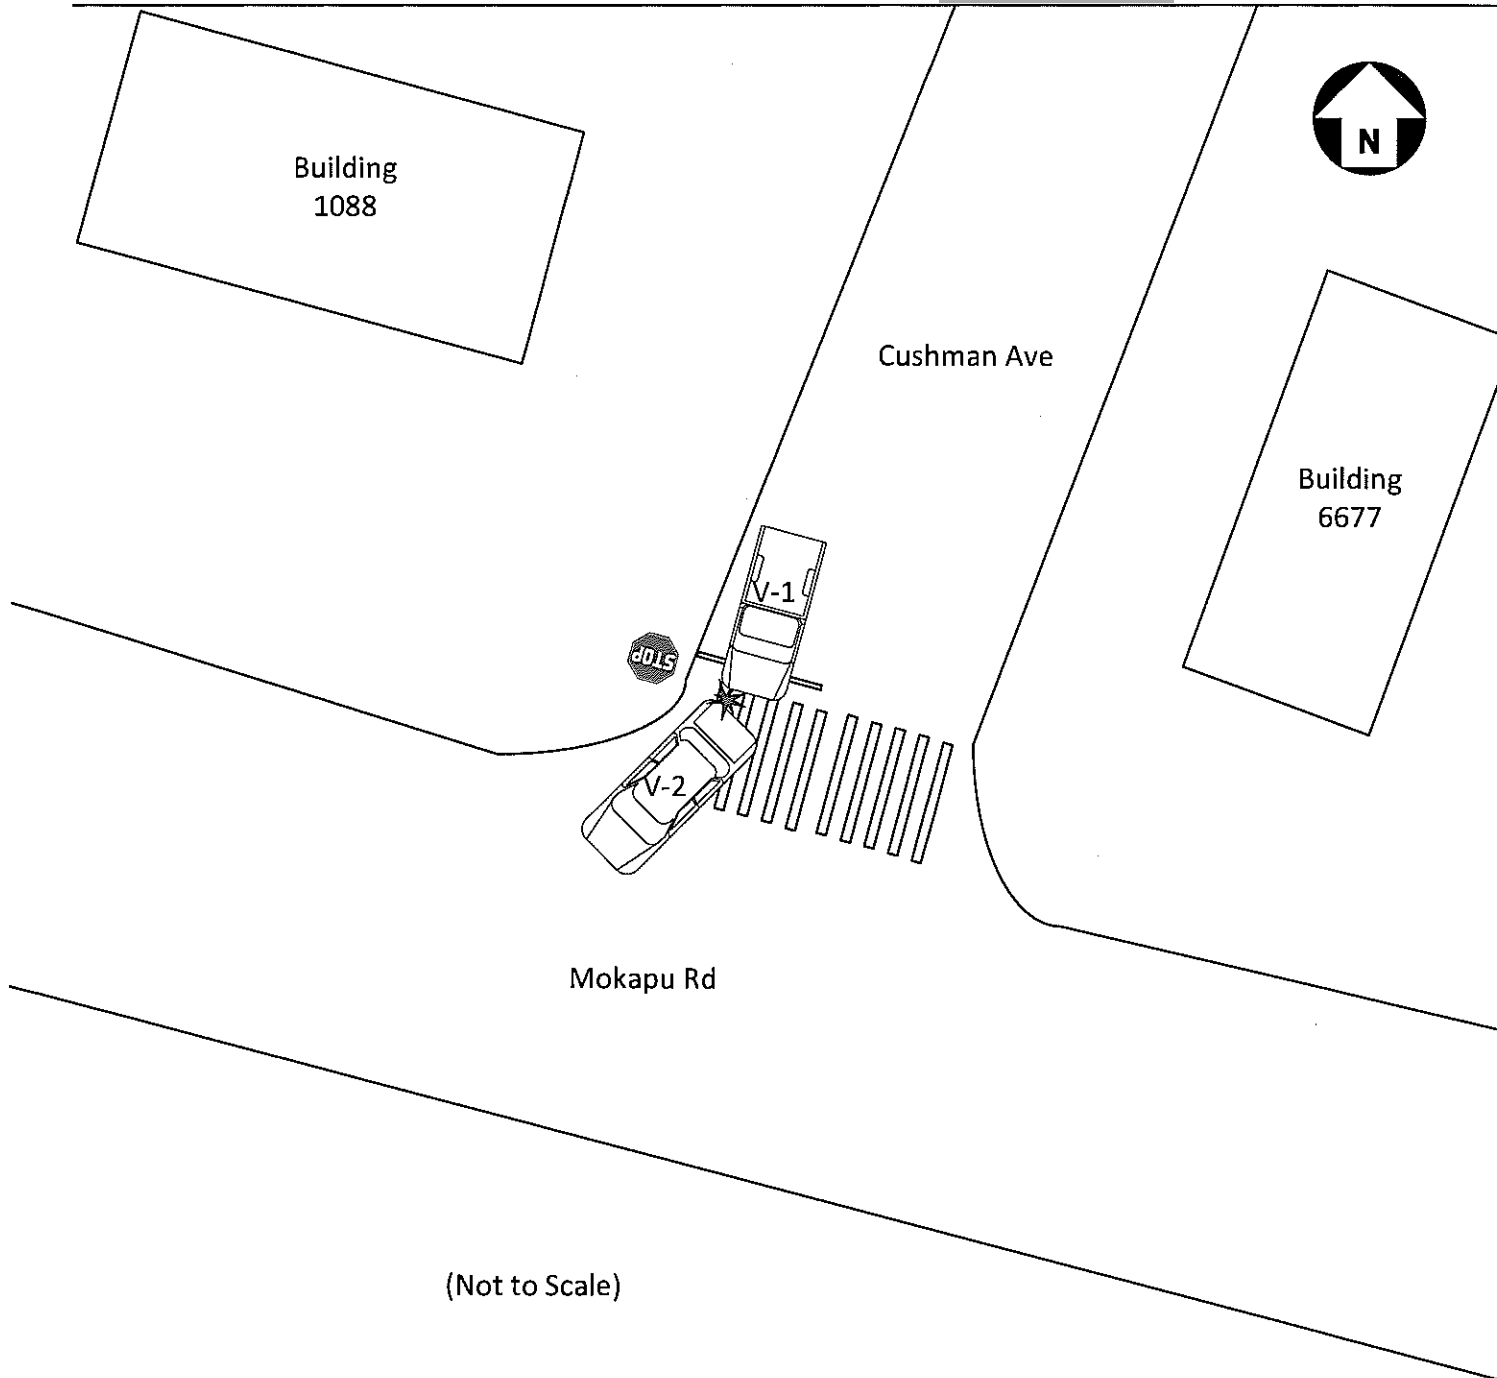 Building
1088
N
Cushman Ave
Building
6677
V-1
STOP
V-2
Mokapu Rd
(Not to Scale)